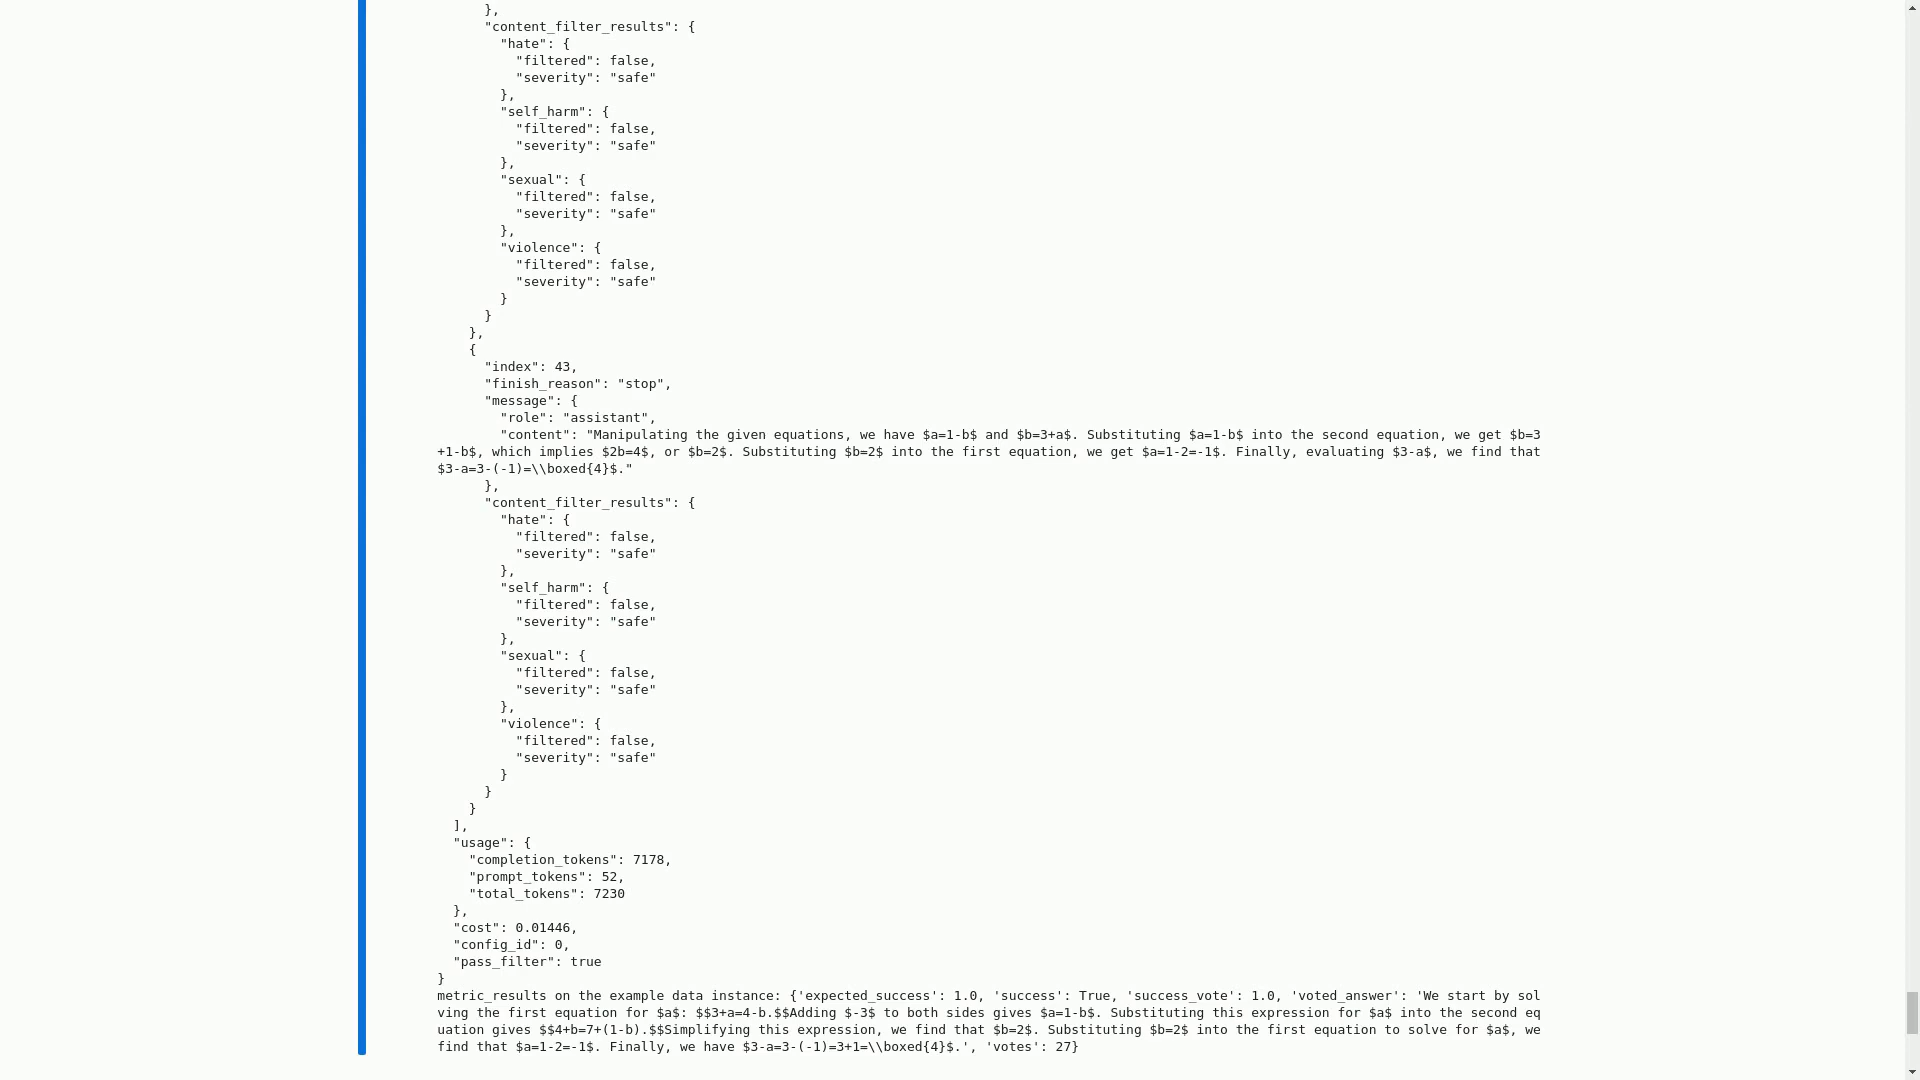 },
"content_filter_results": {
"hate": {
"filtered": false,
"severity": "safe"
},
"self_harm": {
"filtered": false,
"severity": "safe"
},
"sexual": {
"filtered": false,
"severity": "safe"
},
"violence": {
"filtered": false,
"severity": "safe"
}
}
},
{
"index": 43,
"finish_reason": "stop",
"message": {
"role": "assistant",
"content": "Manipulating the given equations, we have $a=1-b$ and $b=3+a$. Substituting $a=1-b$ into the second equation, we get $b=3
+1-b$, which implies $2b=4$, or $b=2$. Substituting $b=2$ into the first equation, we get $a=1-2=-1$. Finally, evaluating $3-a$, we find that
$3-a=3-(-1)=\\boxed{4}$."
},
"content_filter_results": {
"hate": {
"filtered": false,
"severity": "safe"
},
"self_harm": {
"filtered": false,
"severity": "safe"
},
"sexual": {
"filtered": false,
"severity": "safe"
},
"violence": {
"filtered": false,
"severity": "safe"
}
}
}
],
"usage": {
"completion_tokens": 7178,
"prompt_tokens": 52,
"total_tokens": 7230
},
"cost": 0.01446,
"config_id": 0,
"pass_filter": true
}
metric_results on the example data instance: {'expected_success': 1.0, 'success': True, 'success_vote': 1.0, 'voted_answer': 'We start by sol
ving the first equation for $a$: $$3+a=4-b.$$Adding $-3$ to both sides gives $a=1-b$. Substituting this expression for $a$ into the second eq
uation gives $$4+b=7+(1-b).$$Simplifying this expression, we find that $b=2$. Substituting $b=2$ into the first equation to solve for $a$, we
find that $a=1-2=-1$. Finally, we have $3-a=3-(-1)=3+1=\\boxed{4}$.', 'votes': 27}